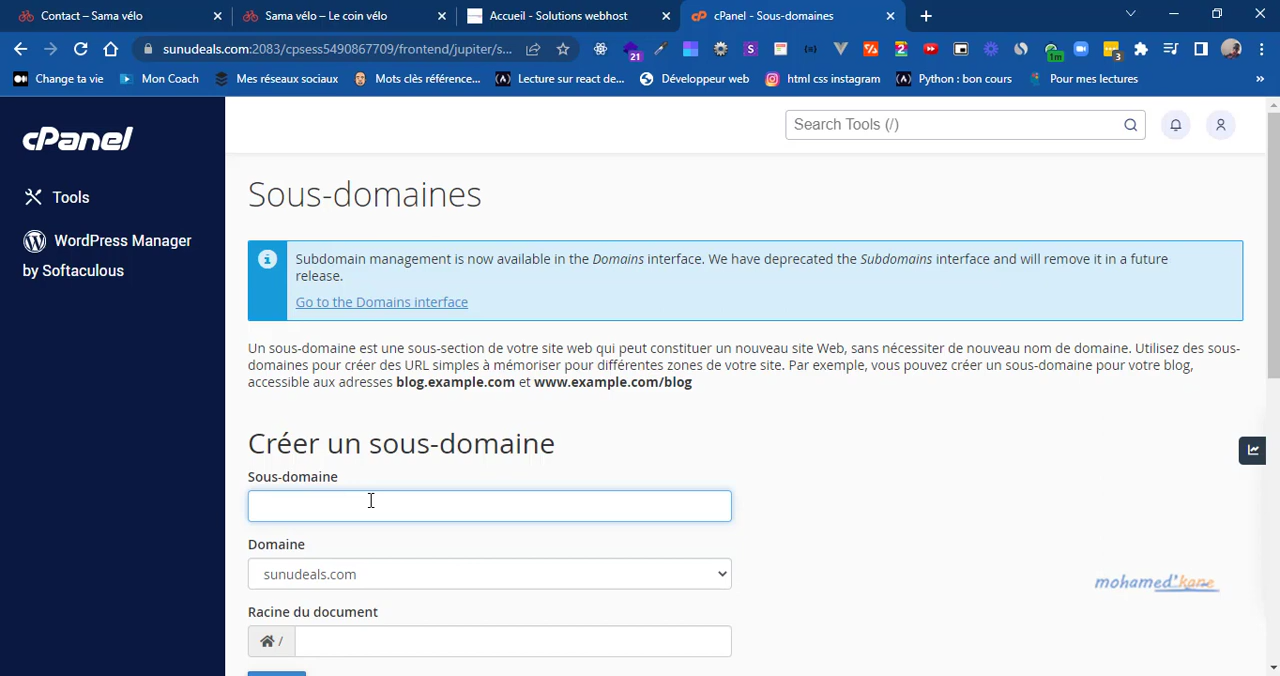 Contact – Sama vélo
Sama vélo – Le coin vélo
Accueil - Solutions webhost
cPanel - Sous-domaines
sunudeals.com:2083/cpsess5490867709/frontend/jupiter/s...
21
S
2
1m
3
Change ta vie
Mon Coach
Mes réseaux sociaux
Mots clés référence...
Lecture sur react de...
Développeur web
html css instagram
Python : bon cours
Pour mes lectures
»
cPanel
Search Tools (/)
Tools
WordPress Manager
by Softaculous
Sous-domaines
Subdomain management is now available in the Domains interface. We have deprecated the Subdomains interface and will remove it in a future
release.
Go to the Domains interface
Un sous-domaine est une sous-section de votre site web qui peut constituer un nouveau site Web, sans nécessiter de nouveau nom de domaine. Utilisez des sous-
domaines pour créer des URL simples à mémoriser pour différentes zones de votre site. Par exemple, vous pouvez créer un sous-domaine pour votre blog,
accessible aux adresses blog.example.com et www.example.com/blog
Créer un sous-domaine
Sous-domaine
Domaine
sunudeals.com
Racine du document
/
mohamed'kane